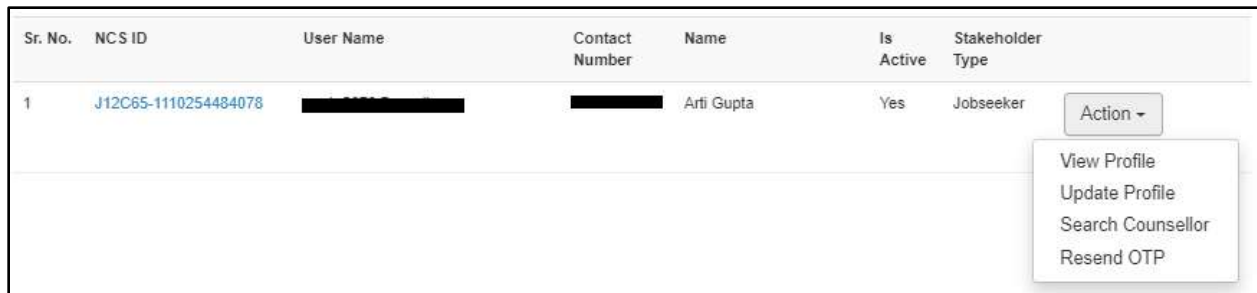 Sr. No. NCS ID User Name Contact Number Name Is Active Stakeholder Type
1 J12C65-1110254484078 Arti Gupta Yes Jobseeker Action
View Profile
Update Profile
Search Counsellor
Resend OTP